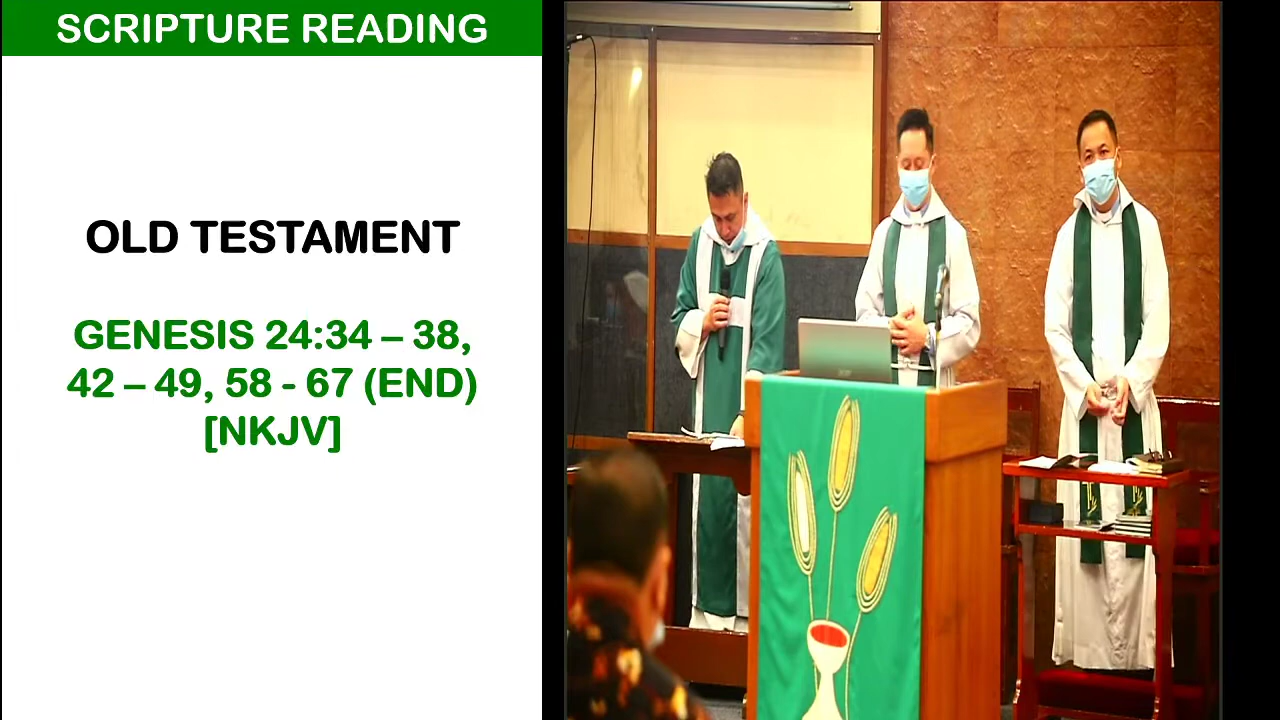 SCRIPTURE READING
OLD TESTAMENT
GENESIS 24:34 – 38,
42 – 49, 58 - 67 (END)
[NKJV]